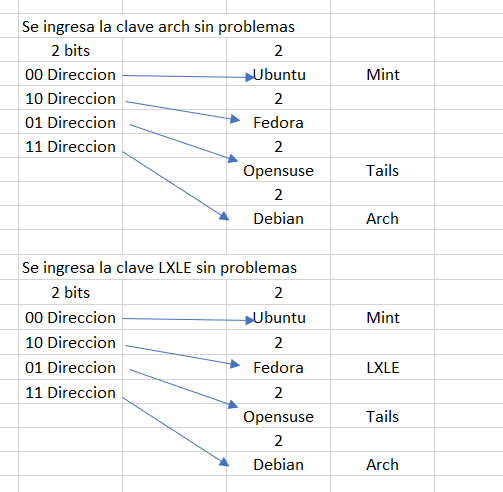 Se ingresa la clave arch sin problemas
2 bits 2
00 Direccion Ubuntu Mint
10 Direccion 2
01 Direccion Fedora
11 Direccion 2
Opensuse Tails
2
Debian Arch
Se ingresa la clave LXLE sin problemas
2 bits 2
00 Direccion Ubuntu Mint
10 Direccion 2
01 Direccion Fedora LXLE
11 Direccion 2
Opensuse Tails
2
Debian Arch